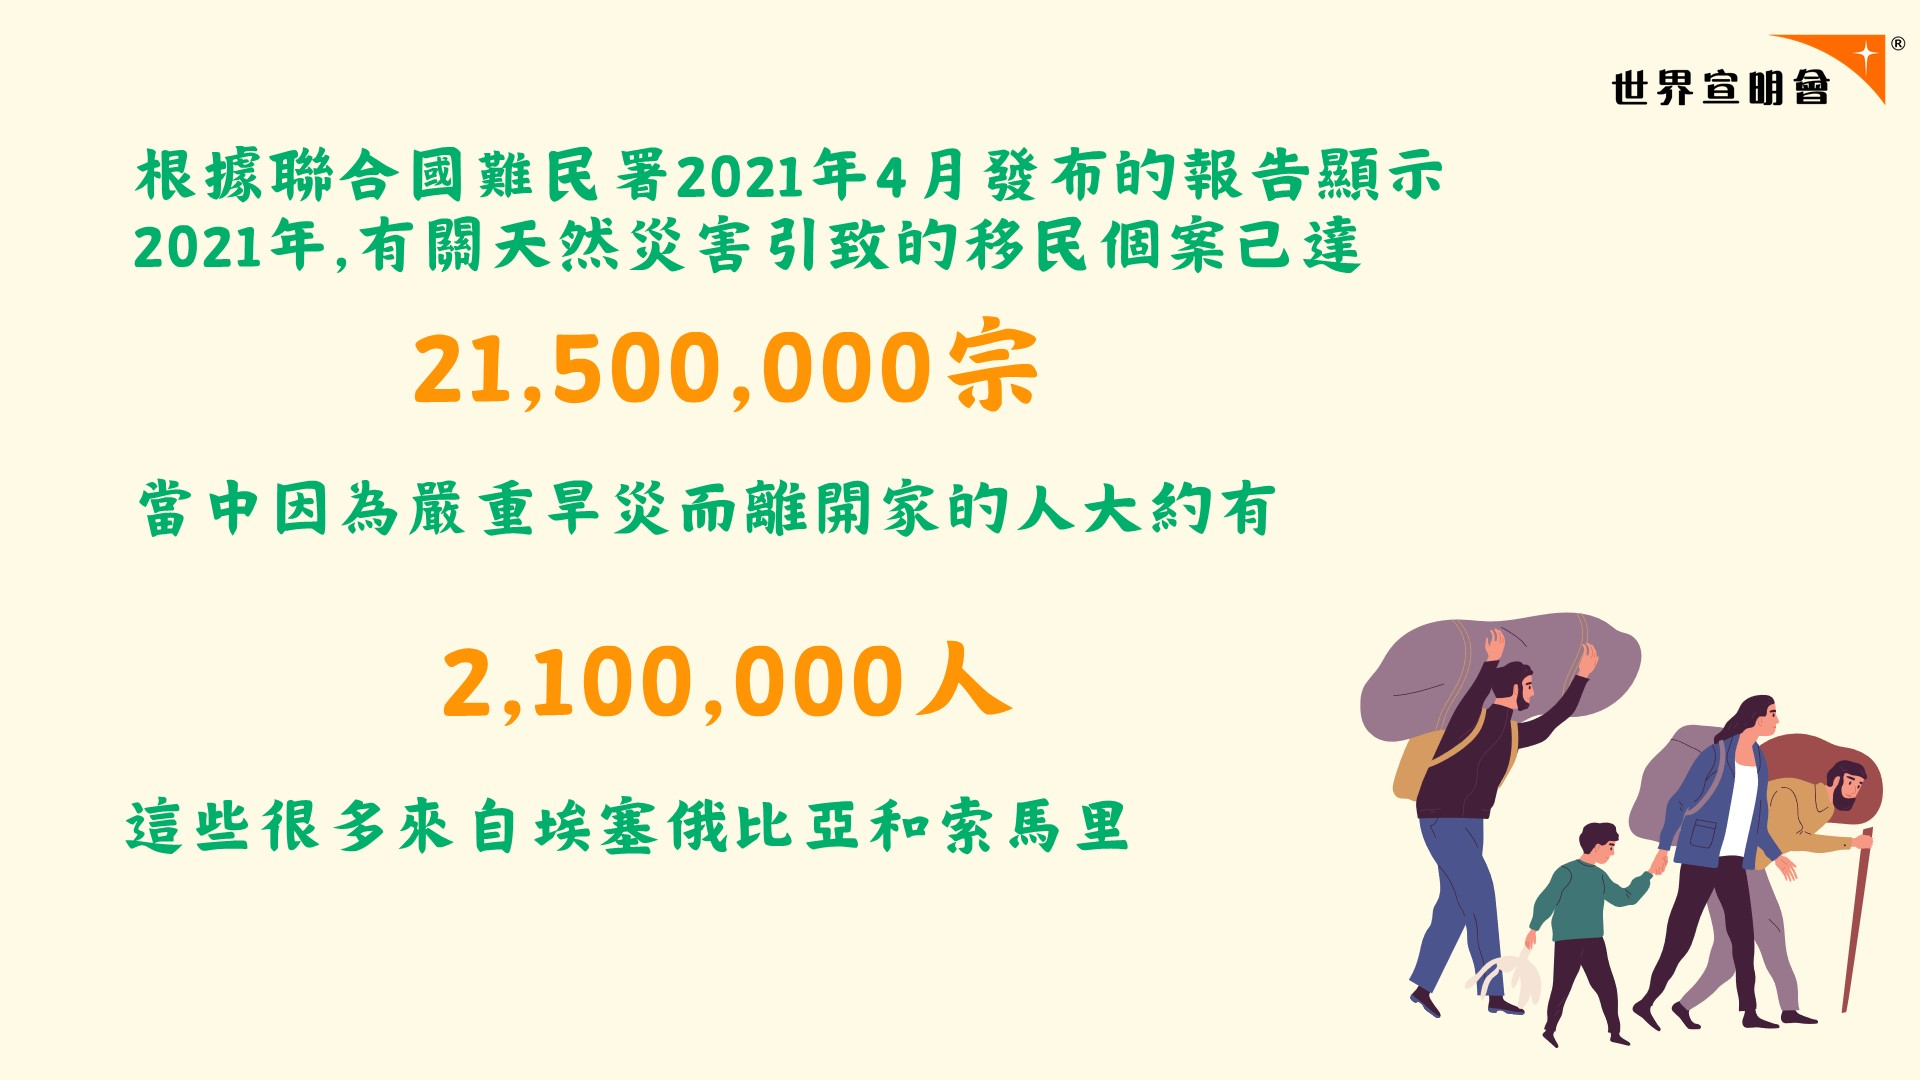 世界宣明會®
根據聯合國難民署2021年4月發布的報告顯示
2021年,有關天然災害引致的移民個案已達
21,500,000宗
當中因為嚴重旱災而離開家的人大約有
2,100,000人
這些很多來自埃塞俄比亞和索馬里